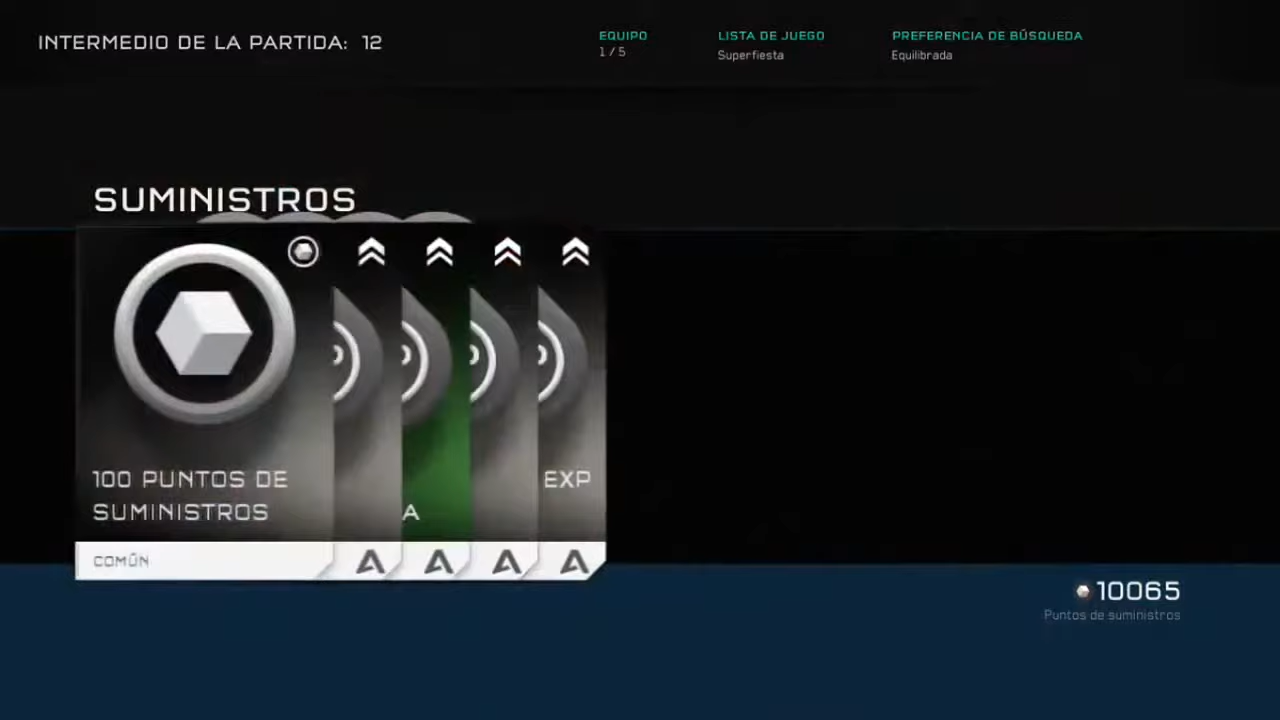 INTERMEDIO DE LA PARTIDA: 12
EQUIPO
1 / 5
LISTA DE JUEGO
Superfiesta
PREFERENCIA DE BÚSQUEDA
Equilibrada
SUMINISTROS
100 PUNTOS DE
SUMINISTROS
A
EXP
COMÚN
10065
Puntos de suministros